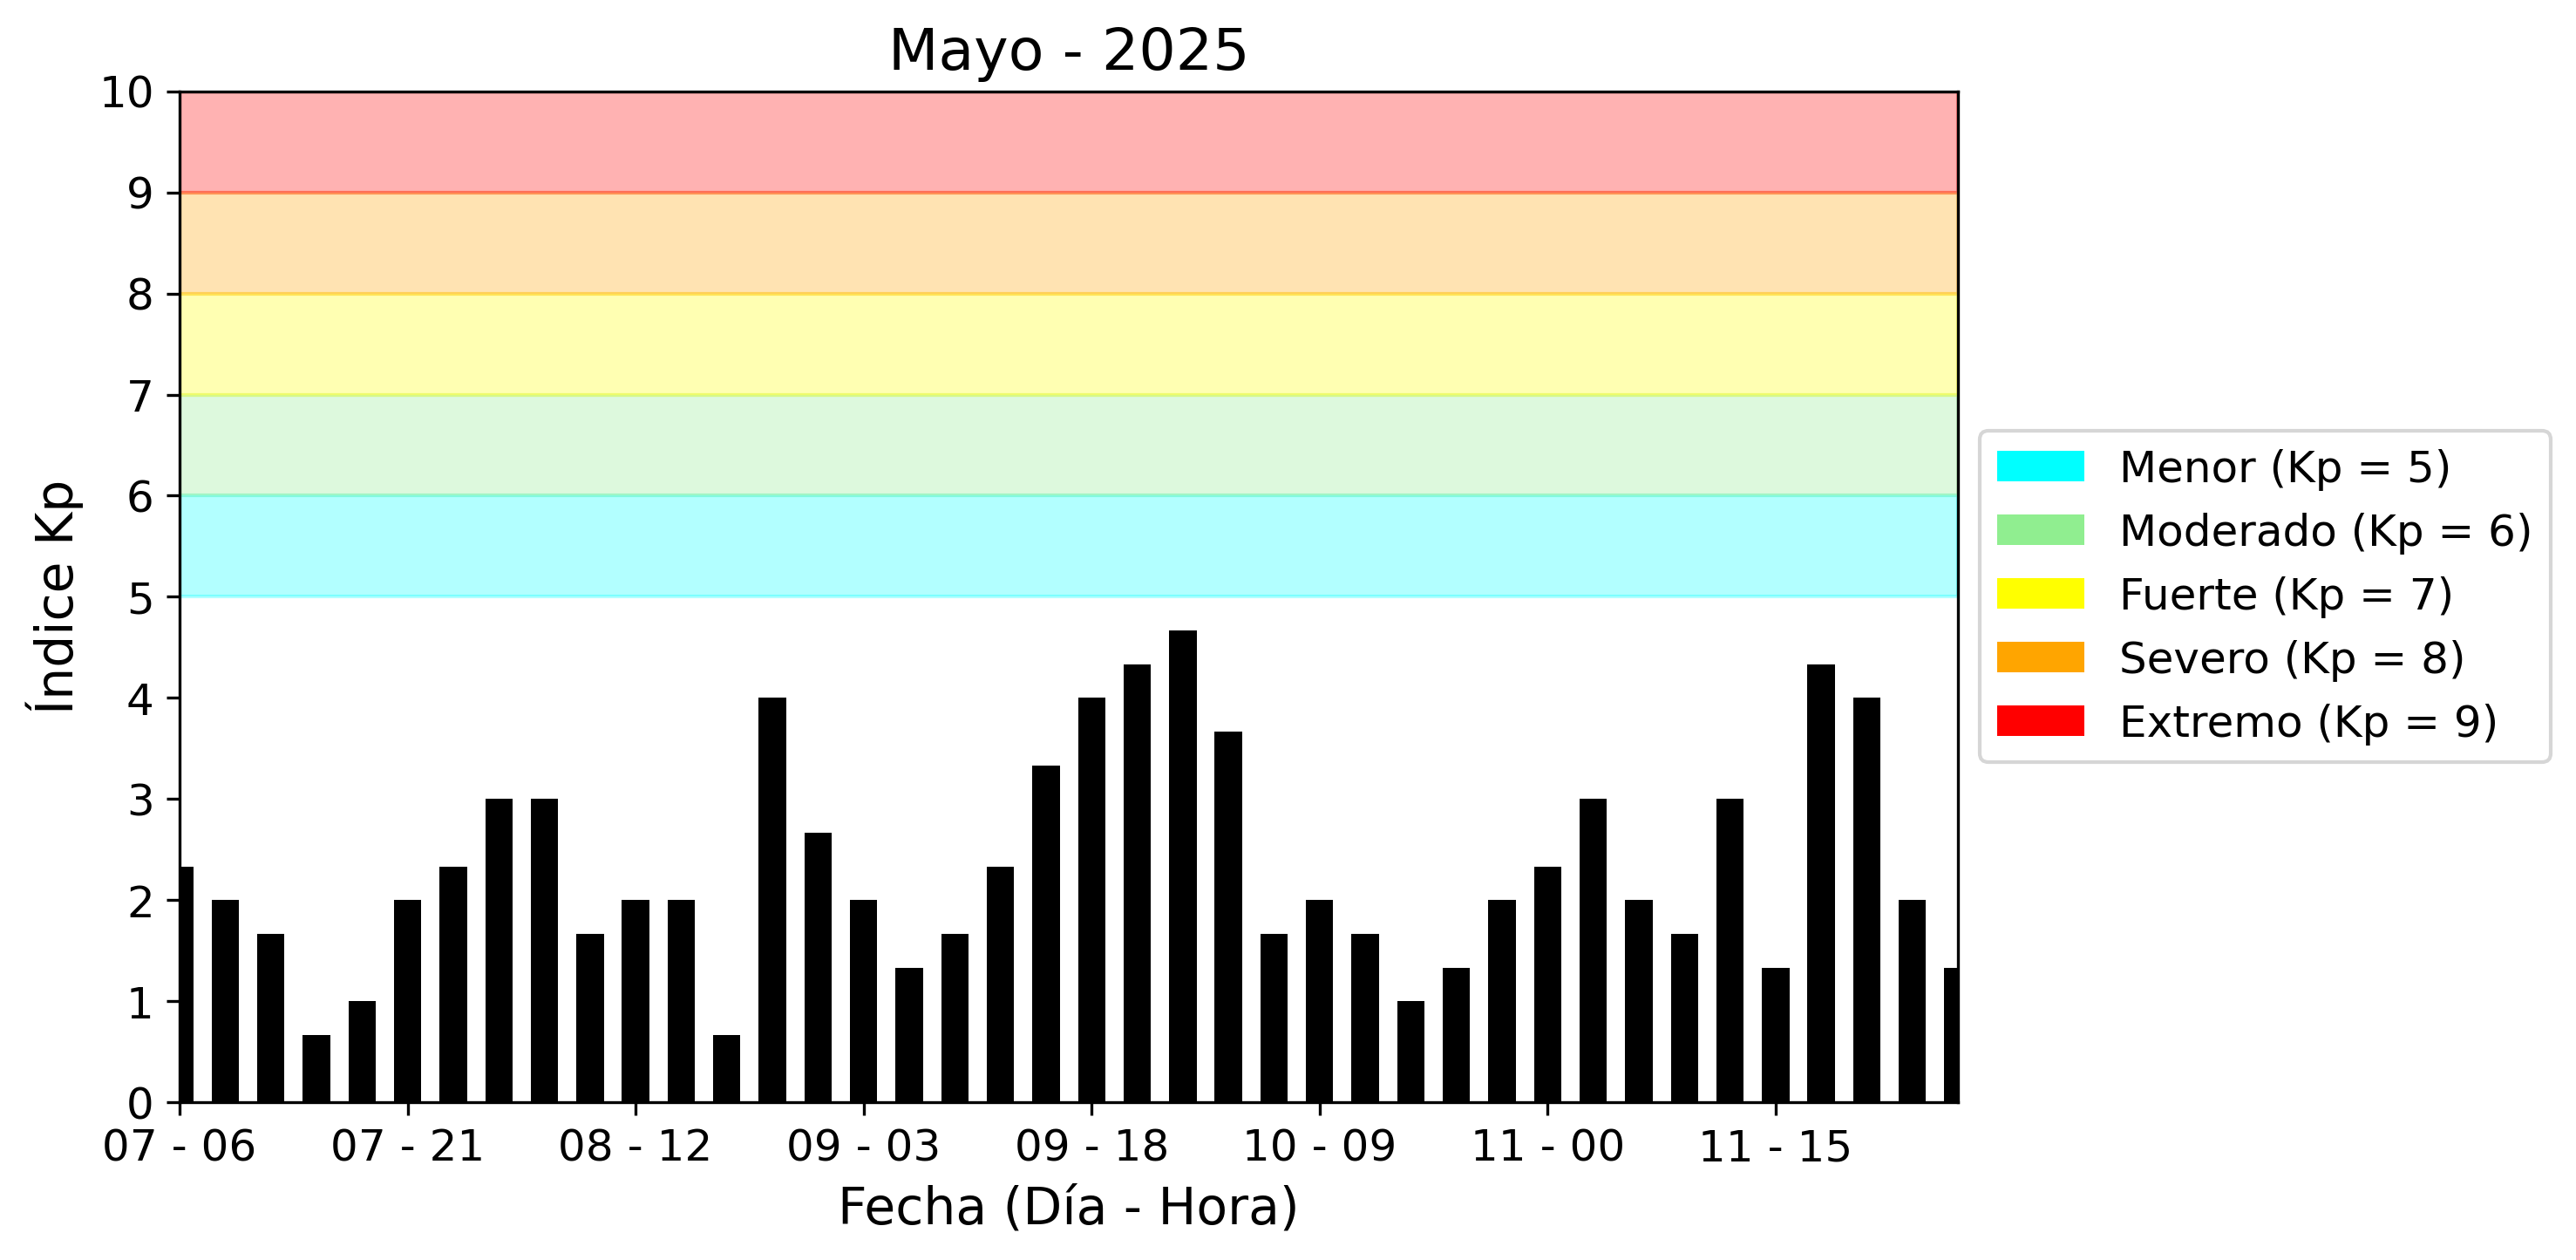 Mayo - 2025
10
9
8
7
6
5
4
3
2
1
0
Índice Kp
07 - 06
07 - 21
08 - 12
09 - 03
09 - 18
10 - 09
11 - 00
11 - 15
Fecha (Día - Hora)
Menor (Kp = 5)
Moderado (Kp = 6)
Fuerte (Kp = 7)
Severo (Kp = 8)
Extremo (Kp = 9)